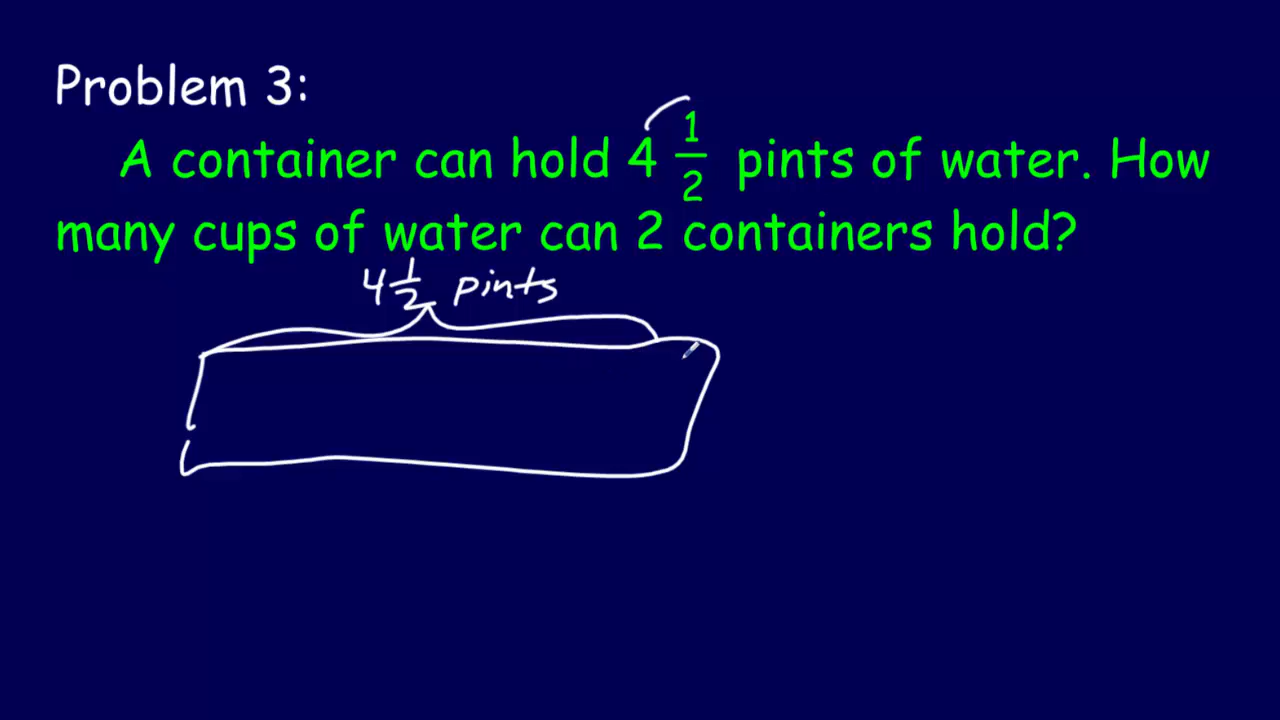 Problem 3:
A container can hold 4 1/2 pints of water. How
many cups of water can 2 containers hold?
4 1/2 pints